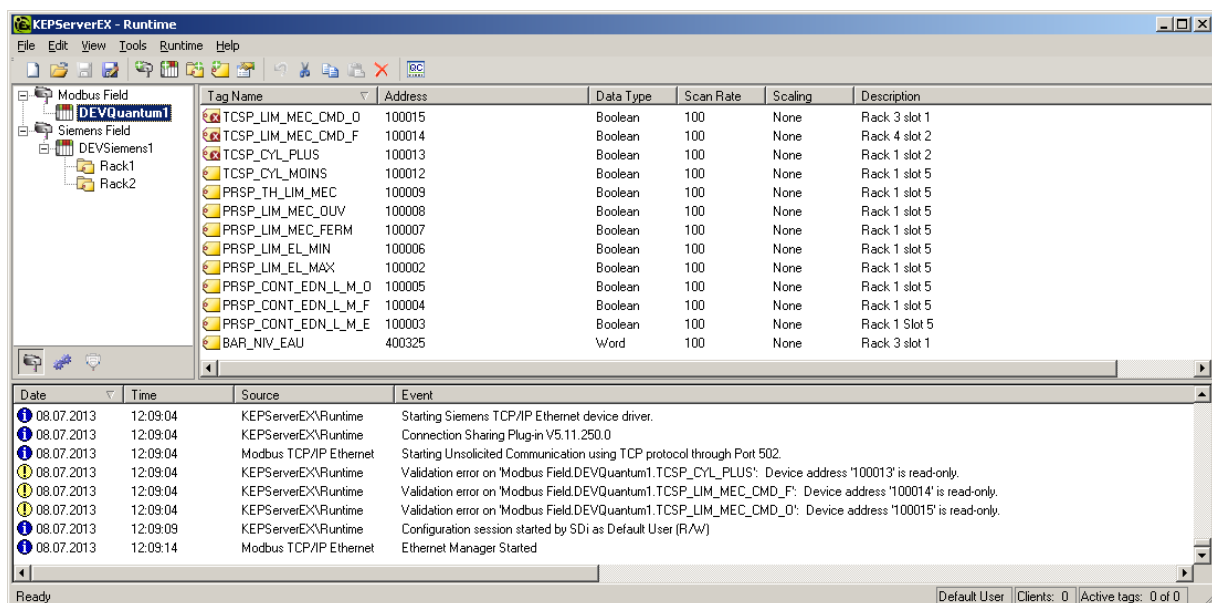 KEPServerEX - Runtime
File Edit View Tools Runtime Help
Modbus Field
DEVQuantum1
Siemens Field
DEVSiemens1
Rack1
Rack2
Tag Name Address Data Type Scan Rate Scaling Description
TCSP_LIM_MEC_CMD_O 100015 Boolean 100 None Rack 3 slot 1
TCSP_LIM_MEC_CMD_F 100014 Boolean 100 None Rack 4 slot 2
TCSP_CYL_PLUS 100013 Boolean 100 None Rack 1 slot 2
TCSP_CYL_MOINS 100012 Boolean 100 None Rack 1 slot 5
PRSP_TH_LIM_MEC 100009 Boolean 100 None Rack 1 slot 5
PRSP_LIM_MEC_OUV 100008 Boolean 100 None Rack 1 slot 5
PRSP_LIM_MEC_FERM 100007 Boolean 100 None Rack 1 slot 5
PRSP_LIM_EL_MIN 100006 Boolean 100 None Rack 1 slot 5
PRSP_LIM_EL_MAX 100002 Boolean 100 None Rack 1 slot 5
PRSP_CONT_EDN_L_M_O 100005 Boolean 100 None Rack 1 slot 5
PRSP_CONT_EDN_L_M_F 100004 Boolean 100 None Rack 1 slot 5
PRSP_CONT_EDN_L_M_E 100003 Boolean 100 None Rack 1 Slot 5
BAR_NIV_EAU 400325 Word 100 None Rack 3 slot 1
Date Time Source Event
08.07.2013 12:09:04 KEPServerEX\Runtime Starting Siemens TCP/IP Ethernet device driver.
08.07.2013 12:09:04 KEPServerEX\Runtime Connection Sharing Plug-in V5.11.250.0
08.07.2013 12:09:04 Modbus TCP/IP Ethernet Starting Unsolicited Communication using TCP protocol through Port 502.
08.07.2013 12:09:04 KEPServerEX\Runtime Validation error on 'Modbus Field.DEVQuantum1.TCSP_CYL_PLUS': Device address '100013' is read-only.
08.07.2013 12:09:04 KEPServerEX\Runtime Validation error on 'Modbus Field.DEVQuantum1.TCSP_LIM_MEC_CMD_F': Device address '100014' is read-only.
08.07.2013 12:09:04 KEPServerEX\Runtime Validation error on 'Modbus Field.DEVQuantum1.TCSP_LIM_MEC_CMD_O': Device address '100015' is read-only.
08.07.2013 12:09:09 KEPServerEX\Runtime Configuration session started by SDi as Default User (R/W)
08.07.2013 12:09:14 Modbus TCP/IP Ethernet Ethernet Manager Started
Ready Default User Clients: 0 Active tags: 0 of 0